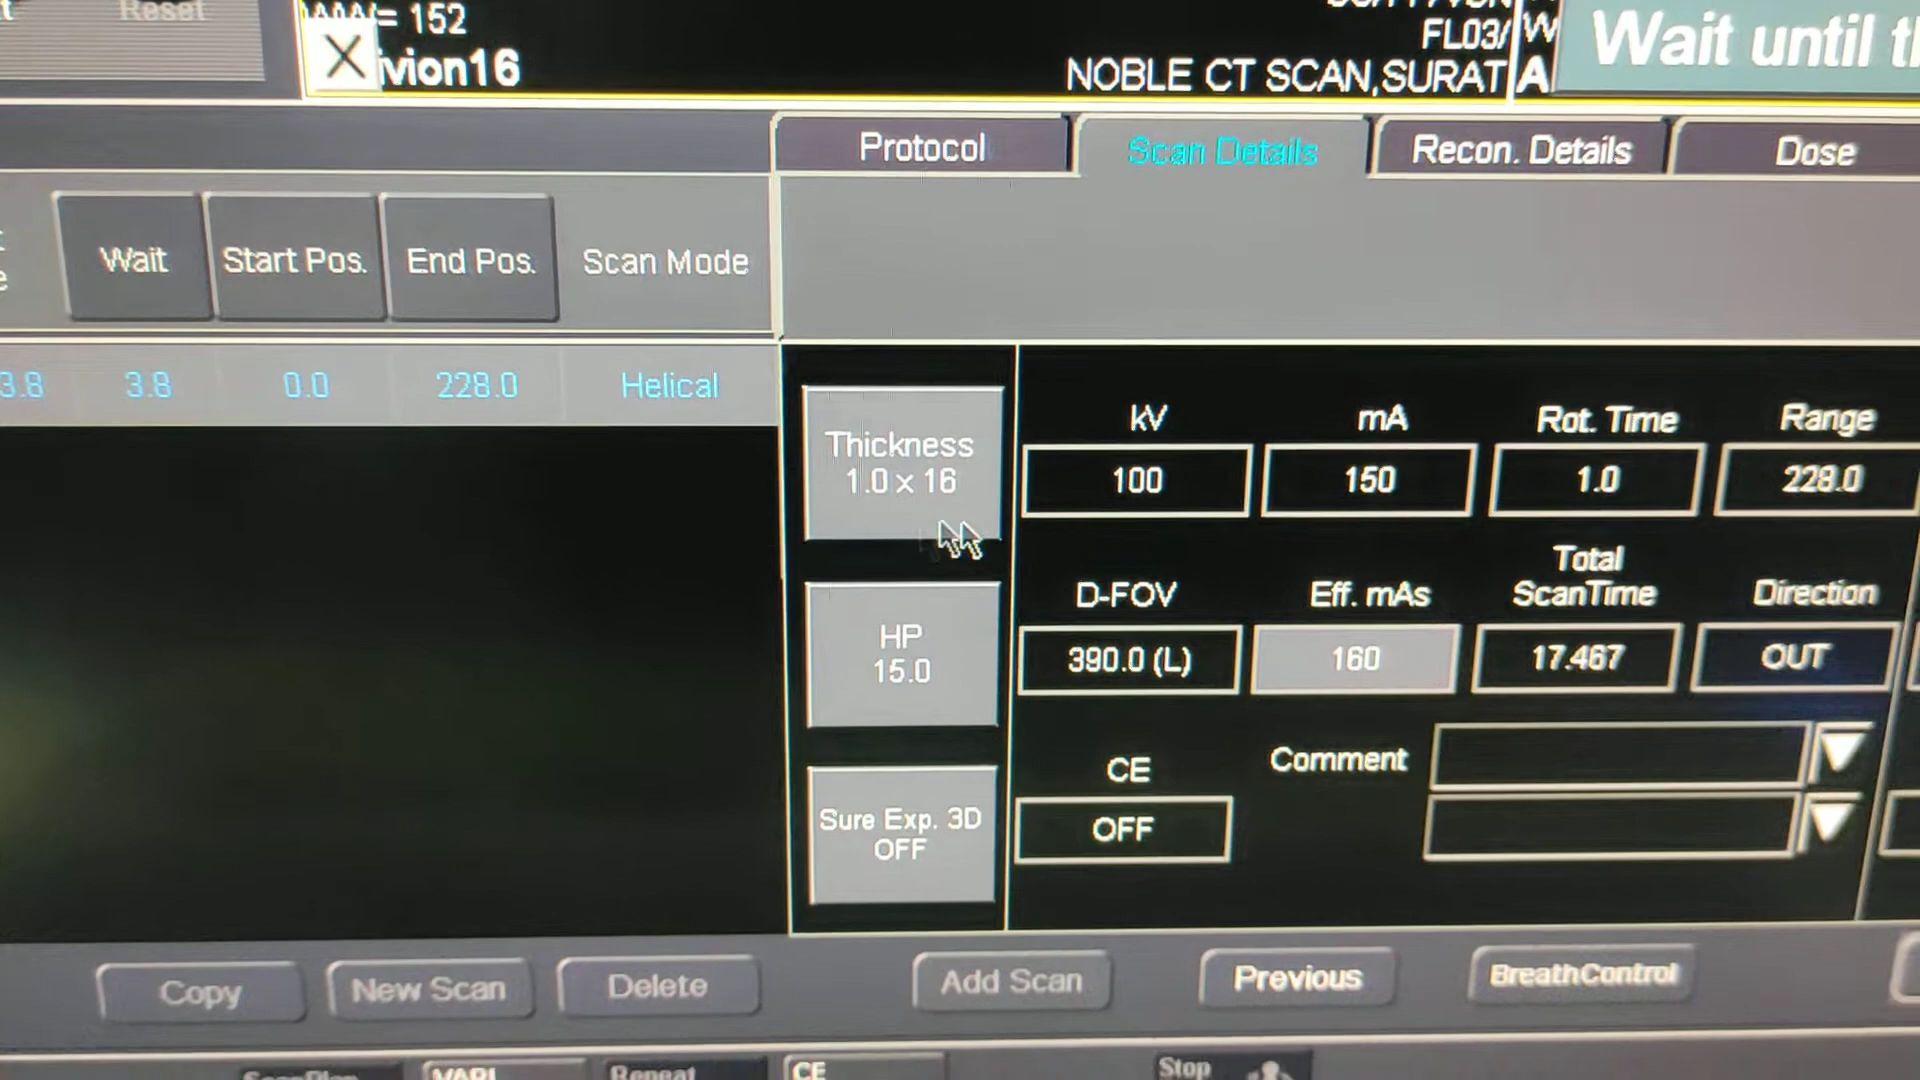 Reset
= 152
X
vion16
FL03/
W
NOBLE CT SCAN,SURAT
A
Wait until
Protocol
Scan Details
Recon. Details
Dose
Wait
Start Pos.
End Pos.
Scan Mode
3.8
3.8
0.0
228.0
Helical
Thickness
1.0 x 16
kV
mA
Rot. Time
Range
100
150
1.0
228.0
HP
15.0
D-FOV
Eff. mAs
Total
ScanTime
Direction
390.0 (L)
160
17.467
OUT
Sure Exp. 3D
OFF
CE
OFF
Comment
Copy
New Scan
Delete
Add Scan
Previous
BreathControl
VARI
Repeat
CE
Stop